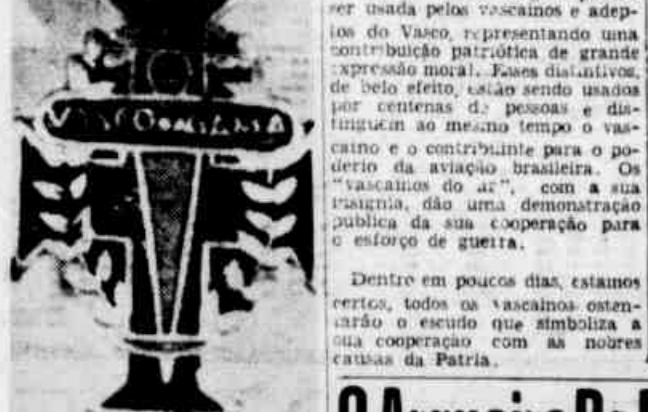 ser usada pelos vascainos e adep-
tos do Vasco, representando uma
contribuição patriótica de grande
expressão moral. Esses distintivos,
de belo efeito, estão sendo usados
por centenas de pessoas e dis-
tinguem ao mesmo tempo o vas-
caino e o contribuinte para o po-
derio da aviação brasileira. Os
"vascainos do ar", com a sua
insignia, dão uma demonstração
publica da sua cooperação para
o esforço de guerra.
Dentro em poucos dias, estamos
certos, todos os vascainos osten-
tarão o escudo que simboliza a
sua cooperação com as nobres
causas da Patria.